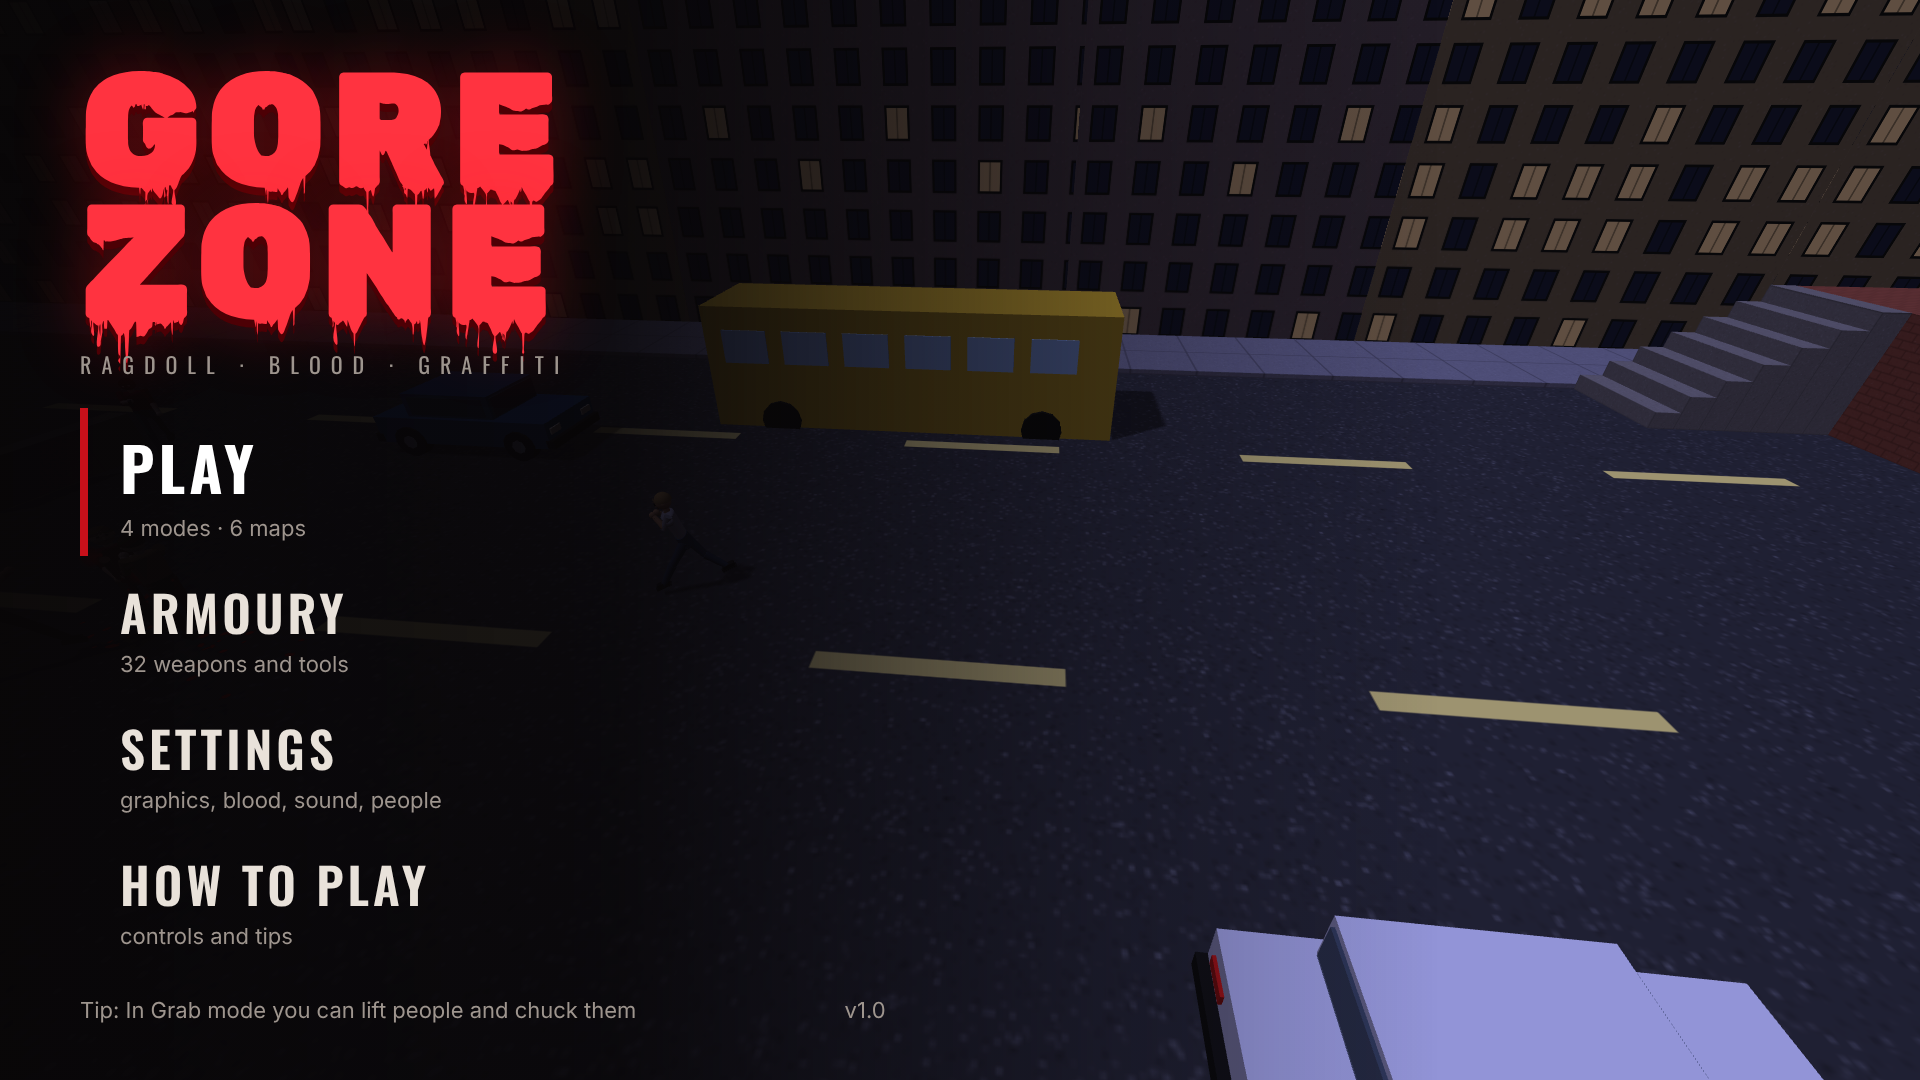 GORE
ZONE
RAGDOLL · BLOOD · GRAFFITI
PLAY
4 modes · 6 maps
ARMOURY
32 weapons and tools
SETTINGS
graphics, blood, sound, people
HOW TO PLAY
controls and tips
Tip: In Grab mode you can lift people and chuck them
v1.0